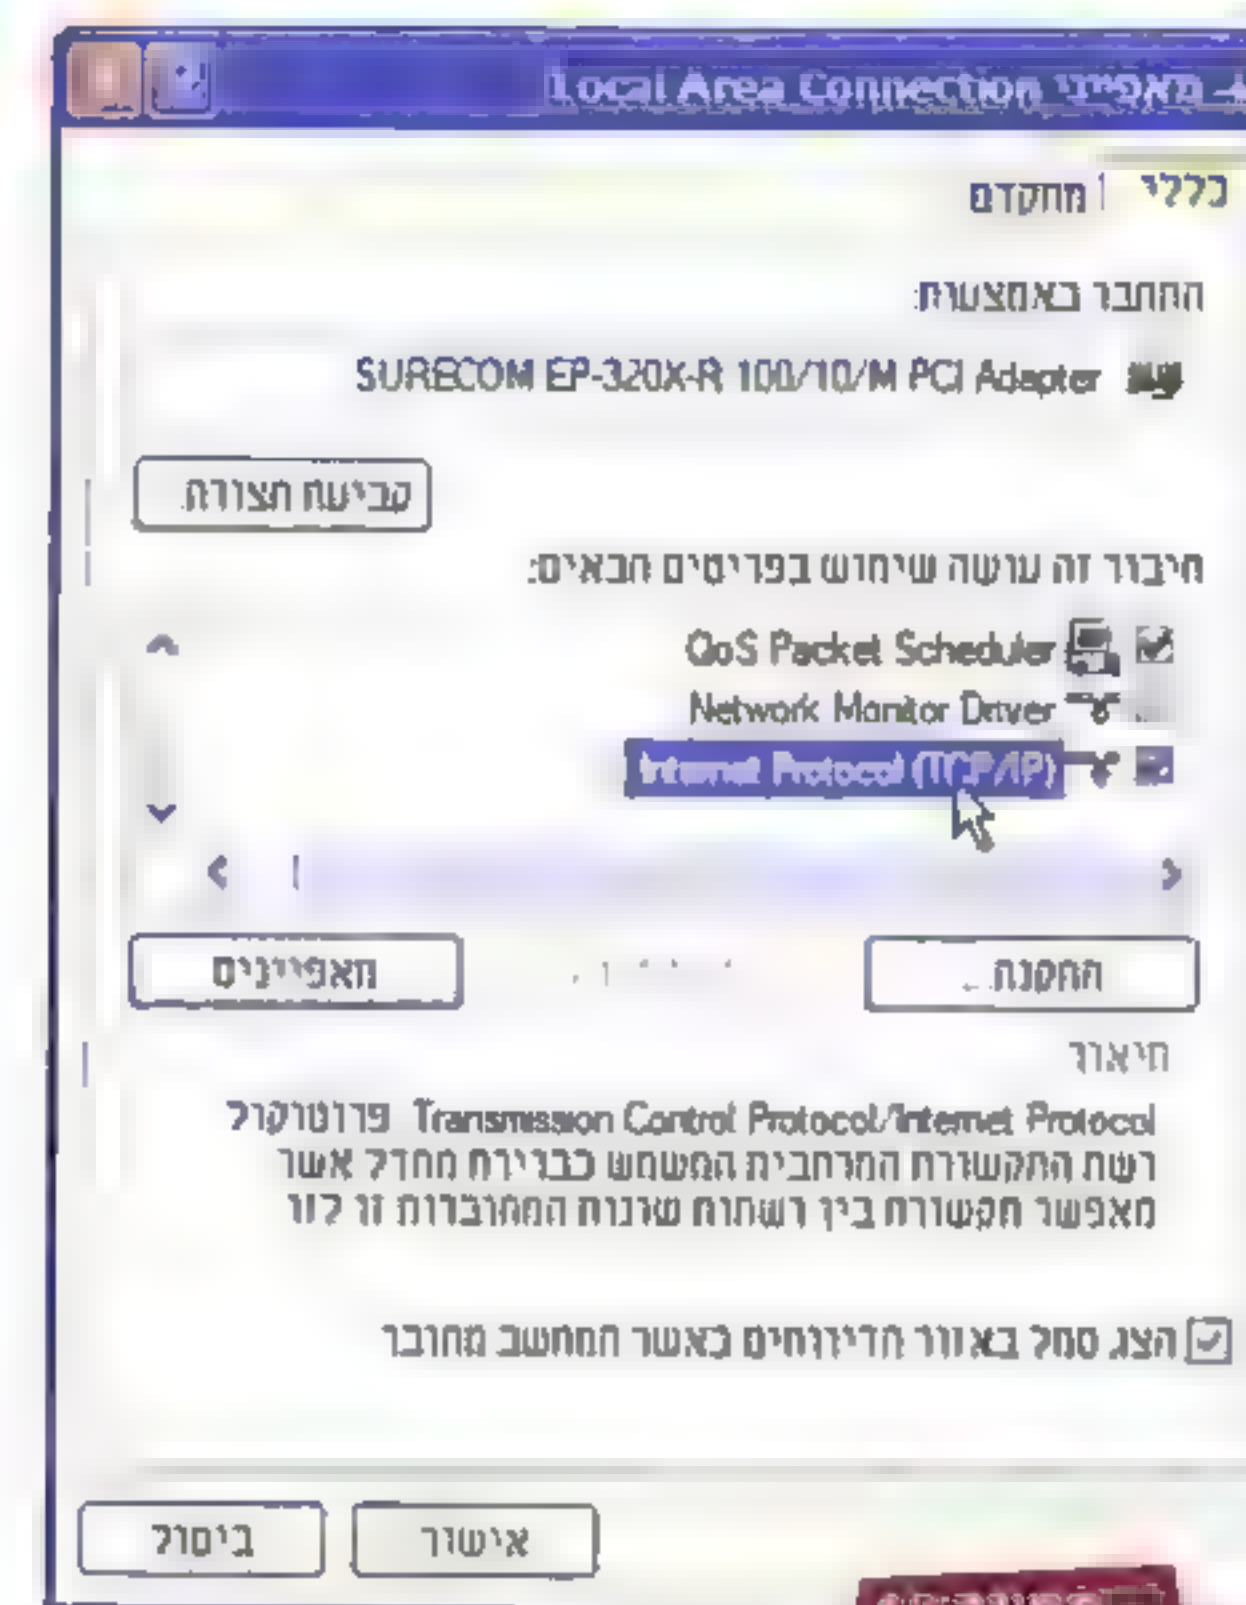 מאפייני Local Area Connection
כללי
מתקדם
התחבר באמצעות:
SURECOM EP-320X-R 100/10/M PCI Adapter
קביעת תצורה
חיבור זה עושה שימוש בפריטים הבאים:
QoS Packet Scheduler
Network Monitor Driver
Internet Protocol (TCP/IP)
התקנה...
מאפיינים
תיאור
Transmission Control Protocol/Internet Protocol פרוטוקול
רשת התקשורת המרחבית המשמש כברירת מחדל אשר
מאפשר תקשורת בין רשתות שונות המחוברות זו לזו
הצג סמל באזור הדיווחים כאשר המחשב מחובר
אישור
ביטול